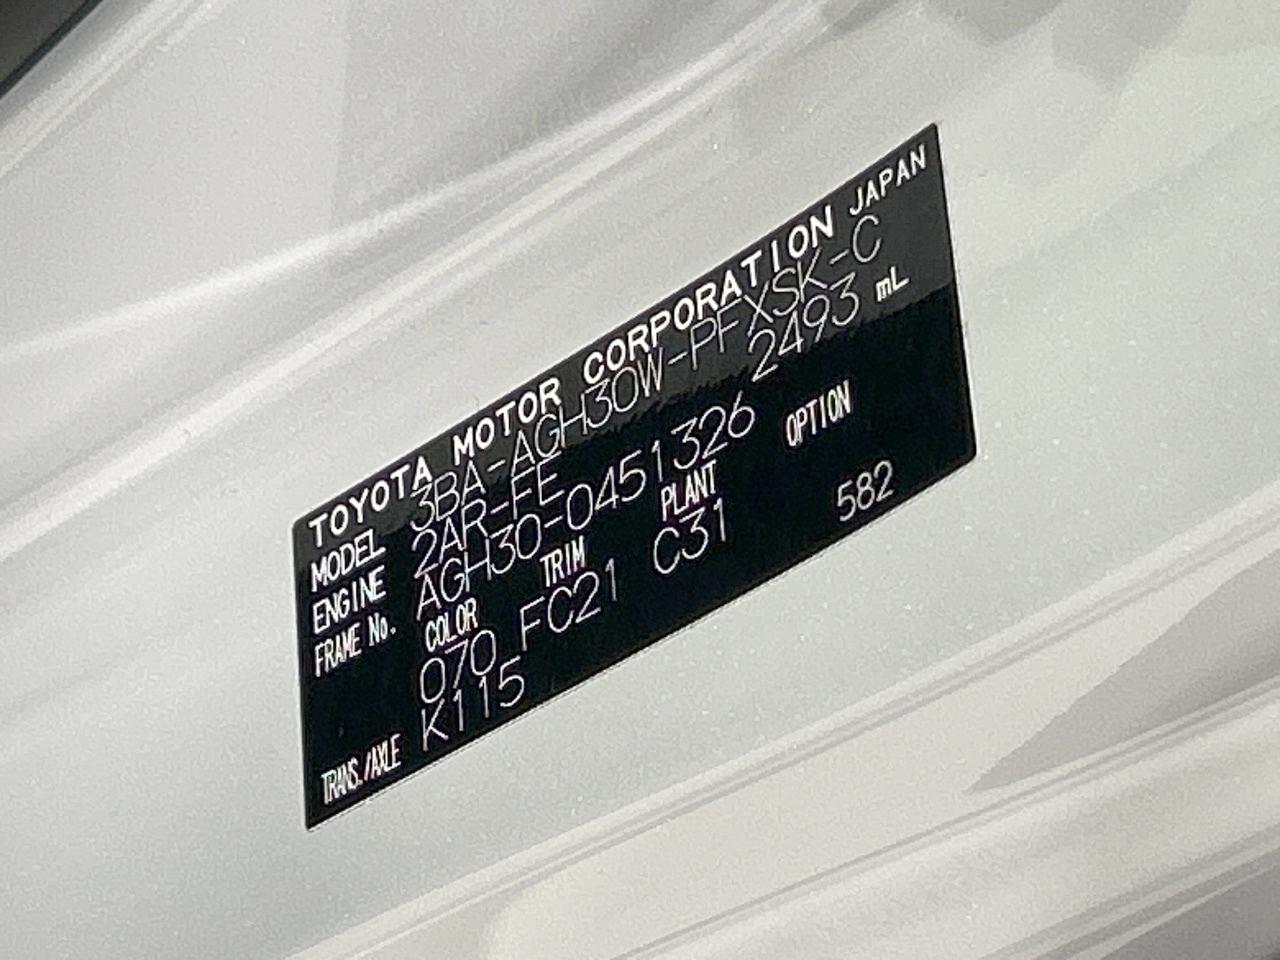 TOYOTA MOTOR CORPORATION JAPAN
MODEL 3BA-AGH30W-PFXSK-C
ENGINE 2AR-FE 2493 mL
FRAME No. AGH30-0451326
COLOR TRIM PLANT OPTION
070 FC21 C31 582
TRANS./AXLE K115